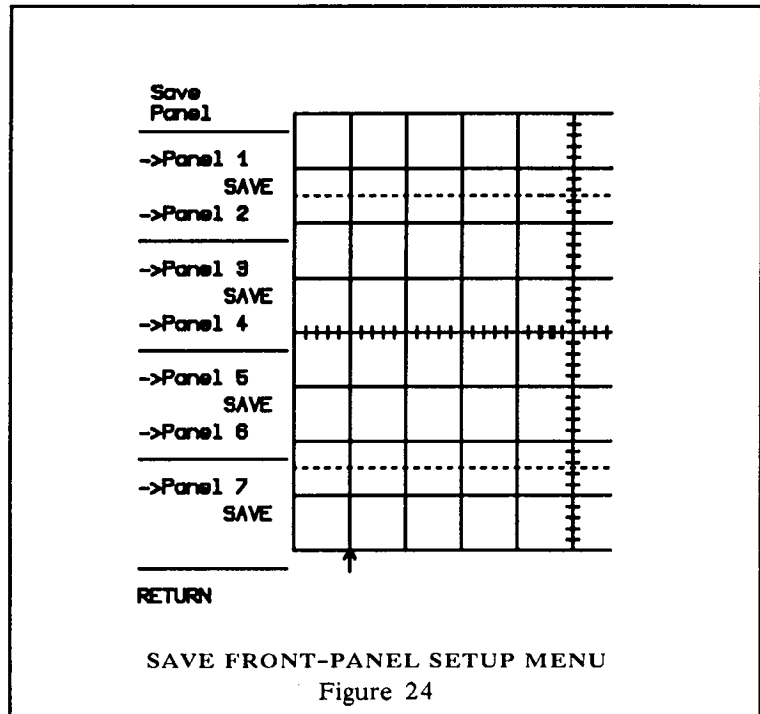 Save
Panel
->Panel 1
SAVE
->Panel 2
->Panel 3
SAVE
->Panel 4
->Panel 5
SAVE
->Panel 6
->Panel 7
SAVE
RETURN
SAVE FRONT-PANEL SETUP MENU
Figure 24